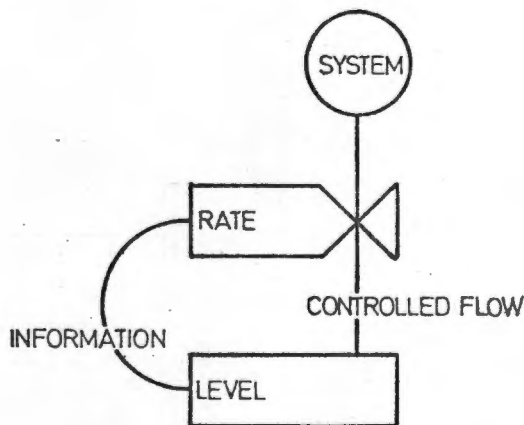 SYSTEM
RATE
CONTROLLED FLOW
INFORMATION
LEVEL